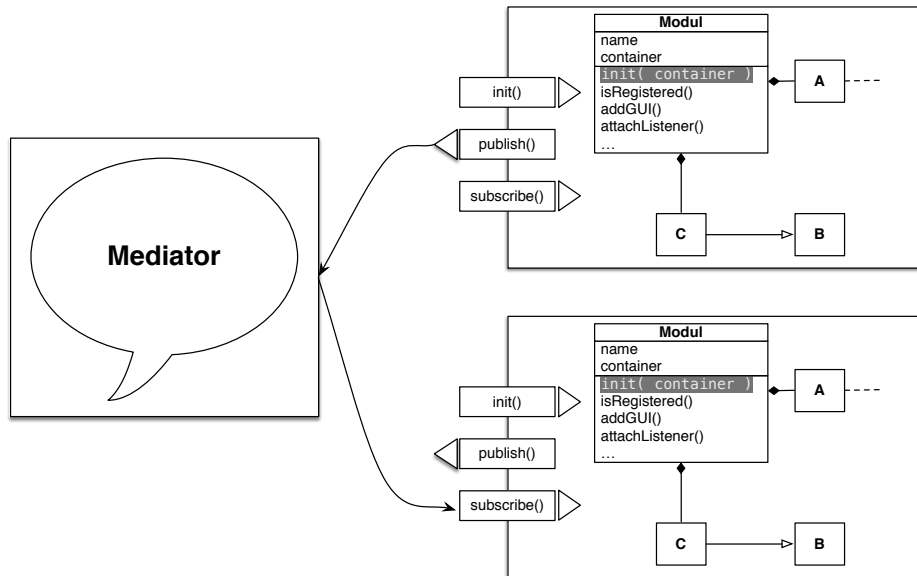 Mediator
Modul
name
container
init( container )
isRegistered()
addGUI()
attachListener()
…
init()
publish()
subscribe()
A
C
B
Modul
name
container
init( container )
isRegistered()
addGUI()
attachListener()
…
init()
publish()
subscribe()
A
C
B